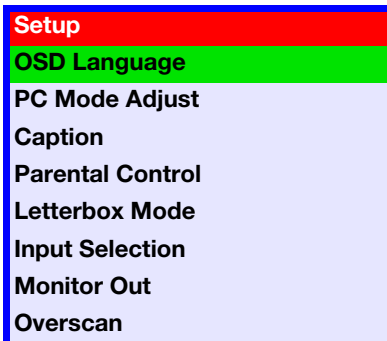 Setup
OSD Language
PC Mode Adjust
Caption
Parental Control
Letterbox Mode
Input Selection
Monitor Out
Overscan